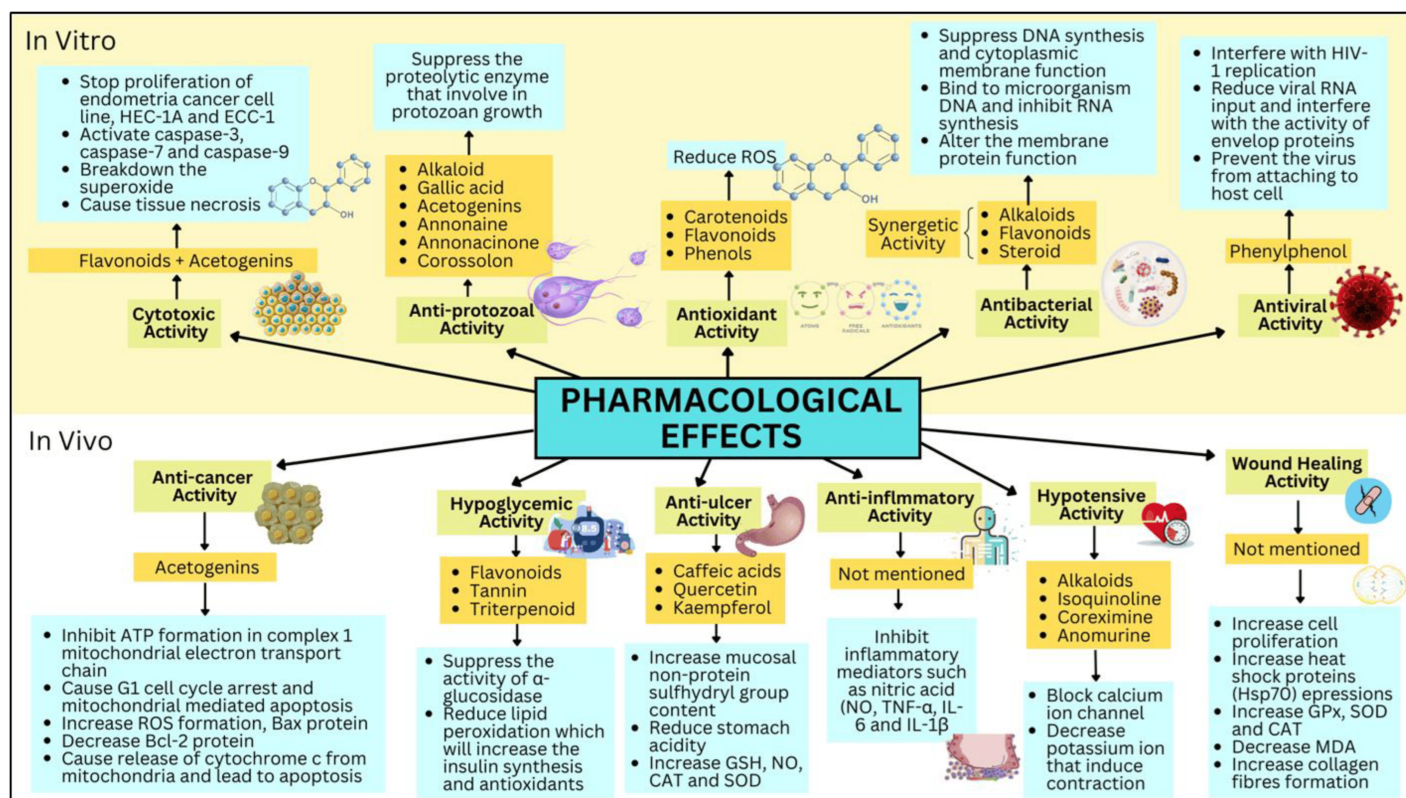 In Vitro
Stop proliferation of
endometria cancer cell
line, HEC-1A and ECC-1
Activate caspase-3,
caspase-7 and caspase-9
Breakdown the
superoxide
Cause tissue necrosis
OH
Flavonoids + Acetogenins
Cytotoxic
Activity
Suppress the
proteolytic enzyme
that involve in
protozoan growth
Alkaloid
Gallic acid
Acetogenins
Annonaine
Annonacinone
Corossolon
Anti-protozoal
Activity
Reduce ROS
O
OH
Carotenoids
Flavonoids
Phenols
Antioxidant
Activity
ATOMS
FREE
RADICALS
ANTIOXIDANTS
Suppress DNA synthesis
and cytoplasmic
membrane function
Bind to microorganism
DNA and inhibit RNA
synthesis
Alter the membrane
protein function
Synergetic
Activity
Alkaloids
Flavonoids
Steroid
Antibacterial
Activity
Interfere with HIV-
1 replication
Reduce viral RNA
input and interfere
with the activity of
envelop proteins
Prevent the virus
from attaching to
host cell
Phenylphenol
Antiviral
Activity
PHARMACOLOGICAL
EFFECTS
In Vivo
Anti-cancer
Activity
Acetogenins
Inhibit ATP formation in complex 1
mitochondrial electron transport
chain
Cause G1 cell cycle arrest and
mitochondrial mediated apoptosis
Increase ROS formation, Bax protein
Decrease Bcl-2 protein
Cause release of cytochrome c from
mitochondria and lead to apoptosis
Hypoglycemic
Activity
8.5
Flavonoids
Tannin
Triterpenoid
Suppress the
activity of α-
glucosidase
Reduce lipid
peroxidation which
will increase the
insulin synthesis
and antioxidants
Anti-ulcer
Activity
Caffeic acids
Quercetin
Kaempferol
Increase mucosal
non-protein
sulfhydryl group
content
Reduce stomach
acidity
Increase GSH, NO,
CAT and SOD
Anti-inflmmatory
Activity
Not mentioned
Inhibit
inflammatory
mediators such
as nitric acid
(NO, TNF-α, IL-
6 and IL-1β
Hypotensive
Activity
Alkaloids
Isoquinoline
Coreximine
Anomurine
Block calcium
ion channel
Decrease
potassium ion
that induce
contraction
Wound Healing
Activity
Not mentioned
Increase cell
proliferation
Increase heat
shock proteins
(Hsp70) epressions
Increase GPx, SOD
and CAT
Decrease MDA
Increase collagen
fibres formation